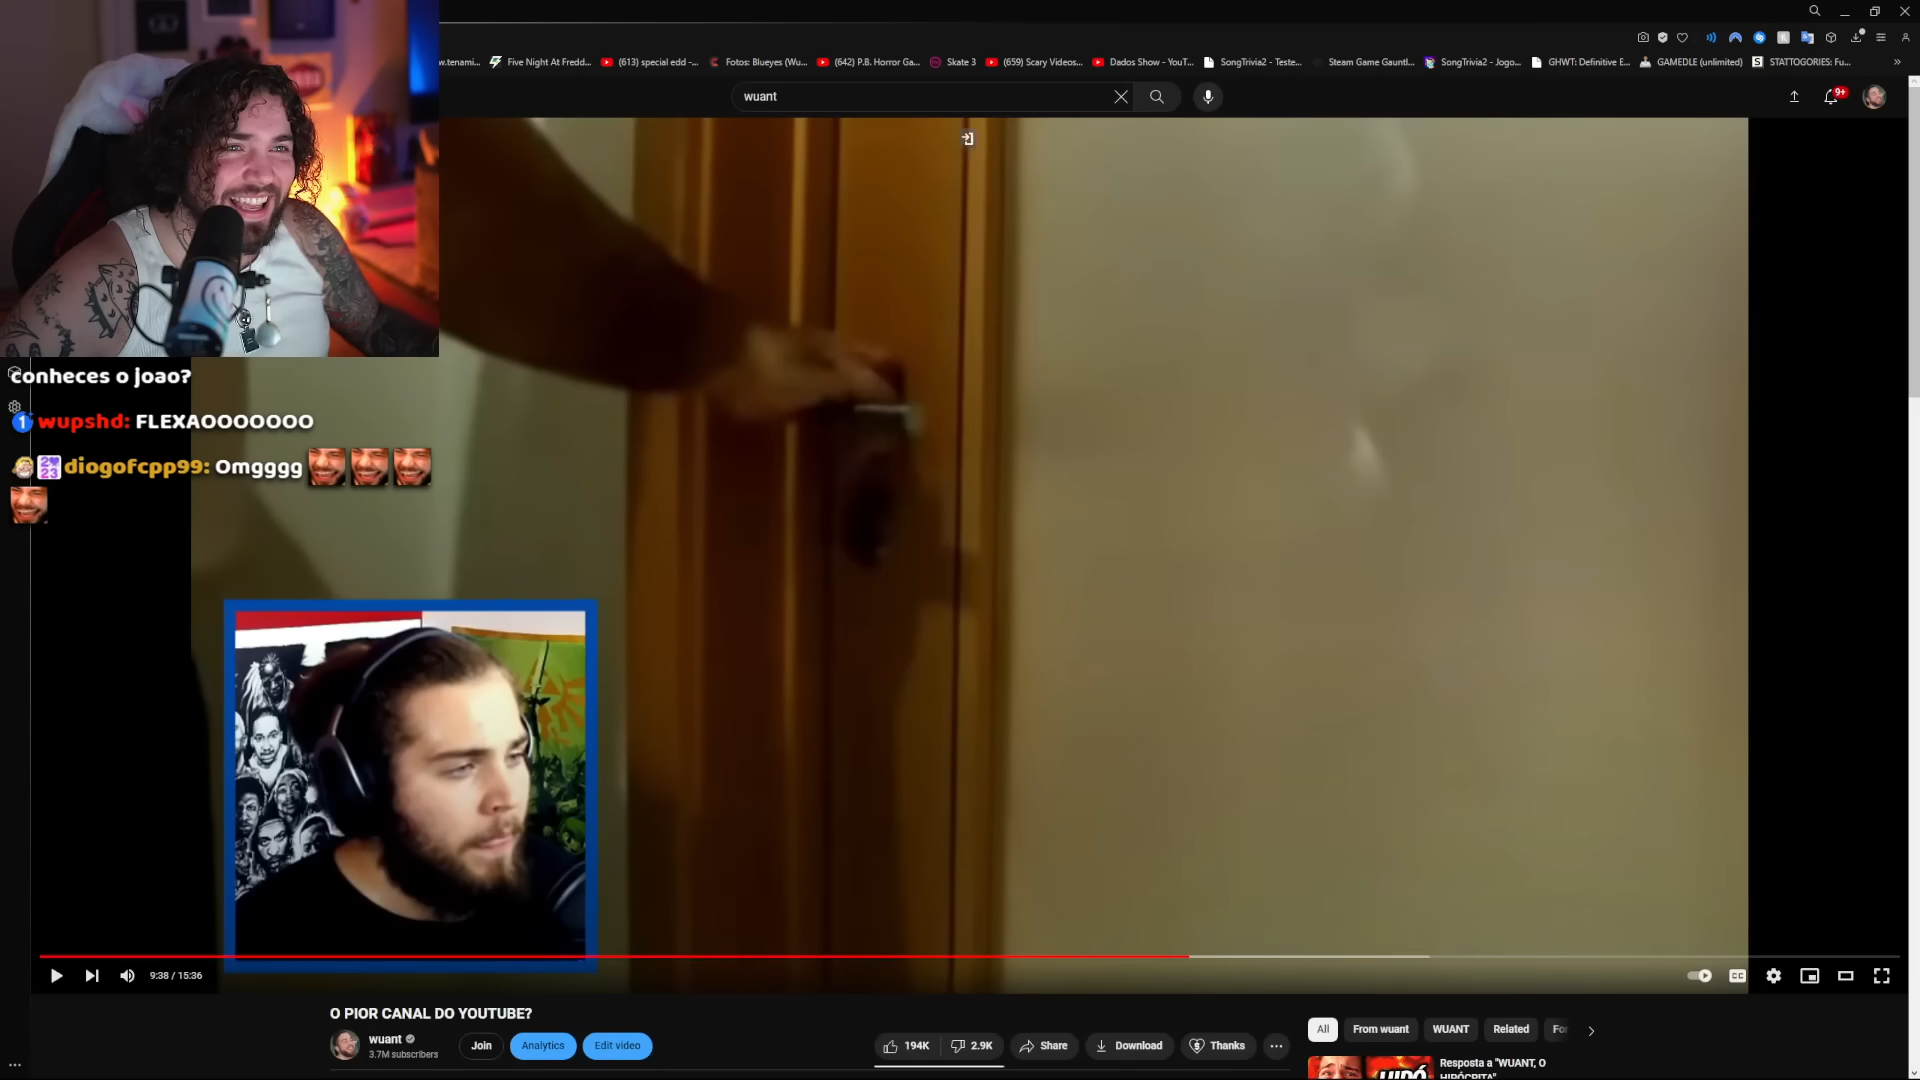 w.tenami... Five Night At Fredd... (613) special edd -... Fotos: Blueyes (Wu... (642) P.B. Horror Ga... Skate 3 (659) Scary Videos... Dados Show - YouT... SongTrivia2 - Teste... Steam Game Gauntl... SongTrivia2 - Jogo... GHWT: Definitive E... GAMEDLE (unlimited) STATTOGORIES: Fu...
wuant
9+
conheces o joao?
wupshd: FLEXAOOOOOOO
diogofcpp99: Omgggg
9:38 / 15:36
CC
O PIOR CANAL DO YOUTUBE?
wuant
3.7M subscribers
Join
Analytics
Edit video
194K
2.9K
Share
Download
Thanks
All
From wuant
WUANT
Related
Resposta a "WUANT, O
HIPÓCRITA"